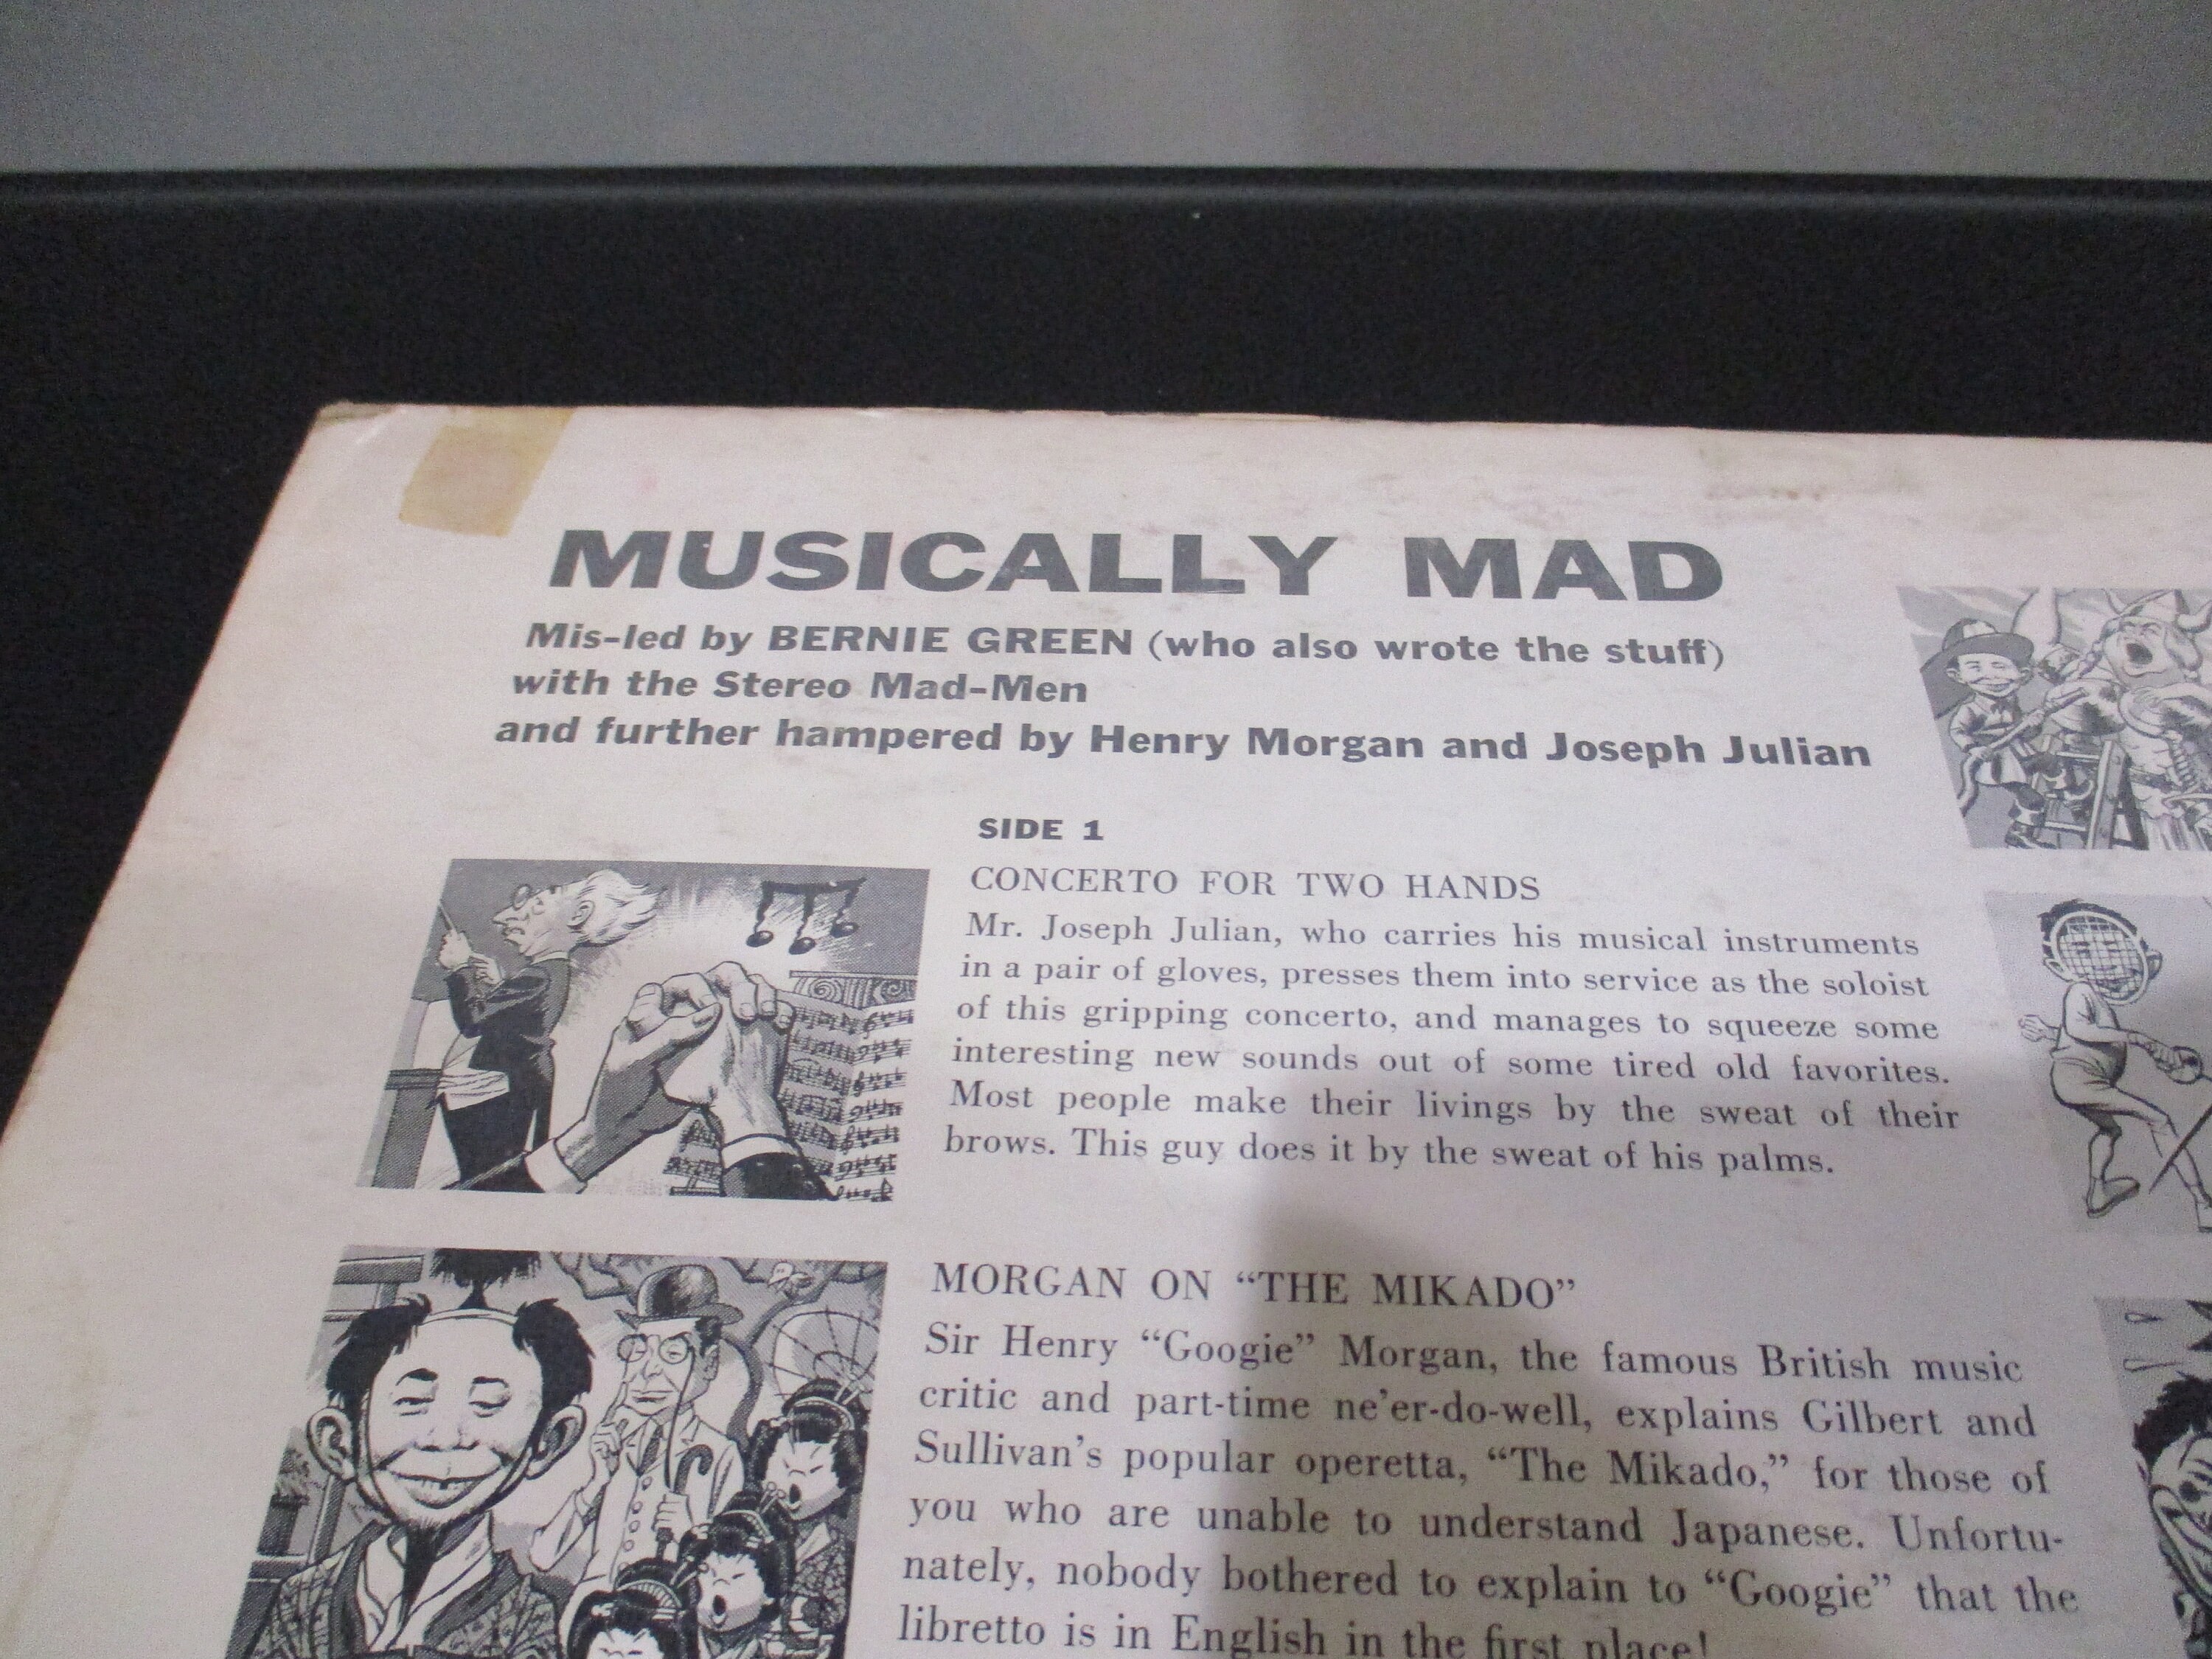 MUSICALLY MAD
Mis-led by BERNIE GREEN (who also wrote the stuff)
with the Stereo Mad-Men
and further hampered by Henry Morgan and Joseph Julian
SIDE 1
CONCERTO FOR TWO HANDS
Mr. Joseph Julian, who carries his musical instruments
in a pair of gloves, presses them into service as the soloist
of this gripping concerto, and manages to squeeze some
interesting new sounds out of some tired old favorites.
Most people make their livings by the sweat of their
brows. This guy does it by the sweat of his palms.
MORGAN ON “THE MIKADO”
Sir Henry “Googie” Morgan, the famous British music
critic and part-time ne’er-do-well, explains Gilbert and
Sullivan’s popular operetta, “The Mikado,” for those of
you who are unable to understand Japanese. Unfortu-
nately, nobody bothered to explain to “Googie” that the
libretto is in English in the first place!